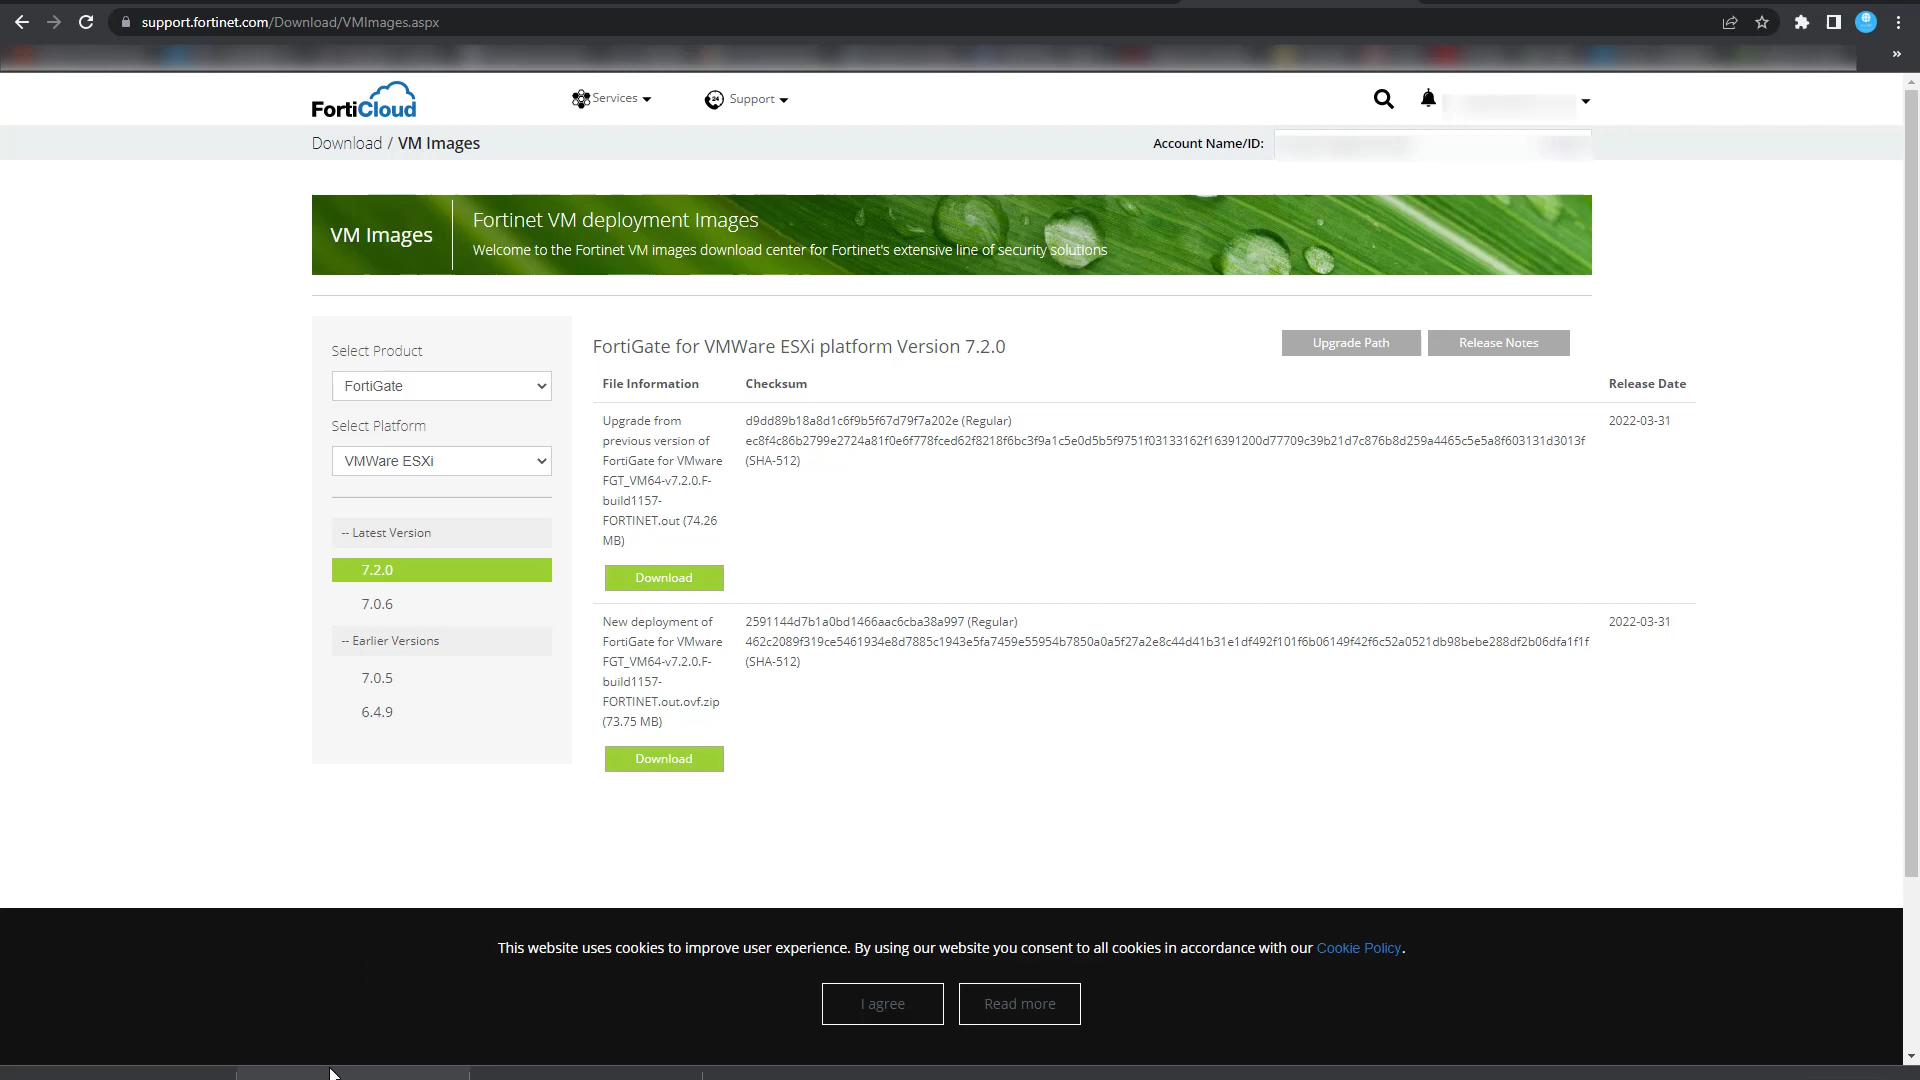 support.fortinet.com/Download/VMImages.aspx
FortiCloud
Services
Support
Download / VM Images
Account Name/ID:
VM Images
Fortinet VM deployment Images
Welcome to the Fortinet VM images download center for Fortinet's extensive line of security solutions
Select Product
FortiGate
Select Platform
VMWare ESXi
-- Latest Version
7.2.0
7.0.6
-- Earlier Versions
7.0.5
6.4.9
FortiGate for VMWare ESXi platform Version 7.2.0
Upgrade Path
Release Notes
File Information
Checksum
Release Date
Upgrade from
previous version of
FortiGate for VMware
FGT_VM64-v7.2.0.F-
build1157-
FORTINET.out (74.26
MB)
d9dd89b18a8d1c6f9b5f67d79f7a202e (Regular)
ec8f4c86b2799e2724a81f0e6f778fced62f8218f6bc3f9a1c5e0d5b5f9751f03133162f16391200d77709c39b21d7c876b8d259a4465c5e5a8f603131d3013f
(SHA-512)
2022-03-31
Download
New deployment of
FortiGate for VMware
FGT_VM64-v7.2.0.F-
build1157-
FORTINET.out.ovf.zip
(73.75 MB)
2591144d7b1a0bd1466aac6cba38a997 (Regular)
462c2089f319ce5461934e8d7885c1943e5fa7459e55954b7850a0a5f27a2e8c44d41b31e1df492f101f6b06149f42f6c52a0521db98bebe288df2b06dfa1f1f
(SHA-512)
2022-03-31
Download
This website uses cookies to improve user experience. By using our website you consent to all cookies in accordance with our Cookie Policy.
I agree
Read more